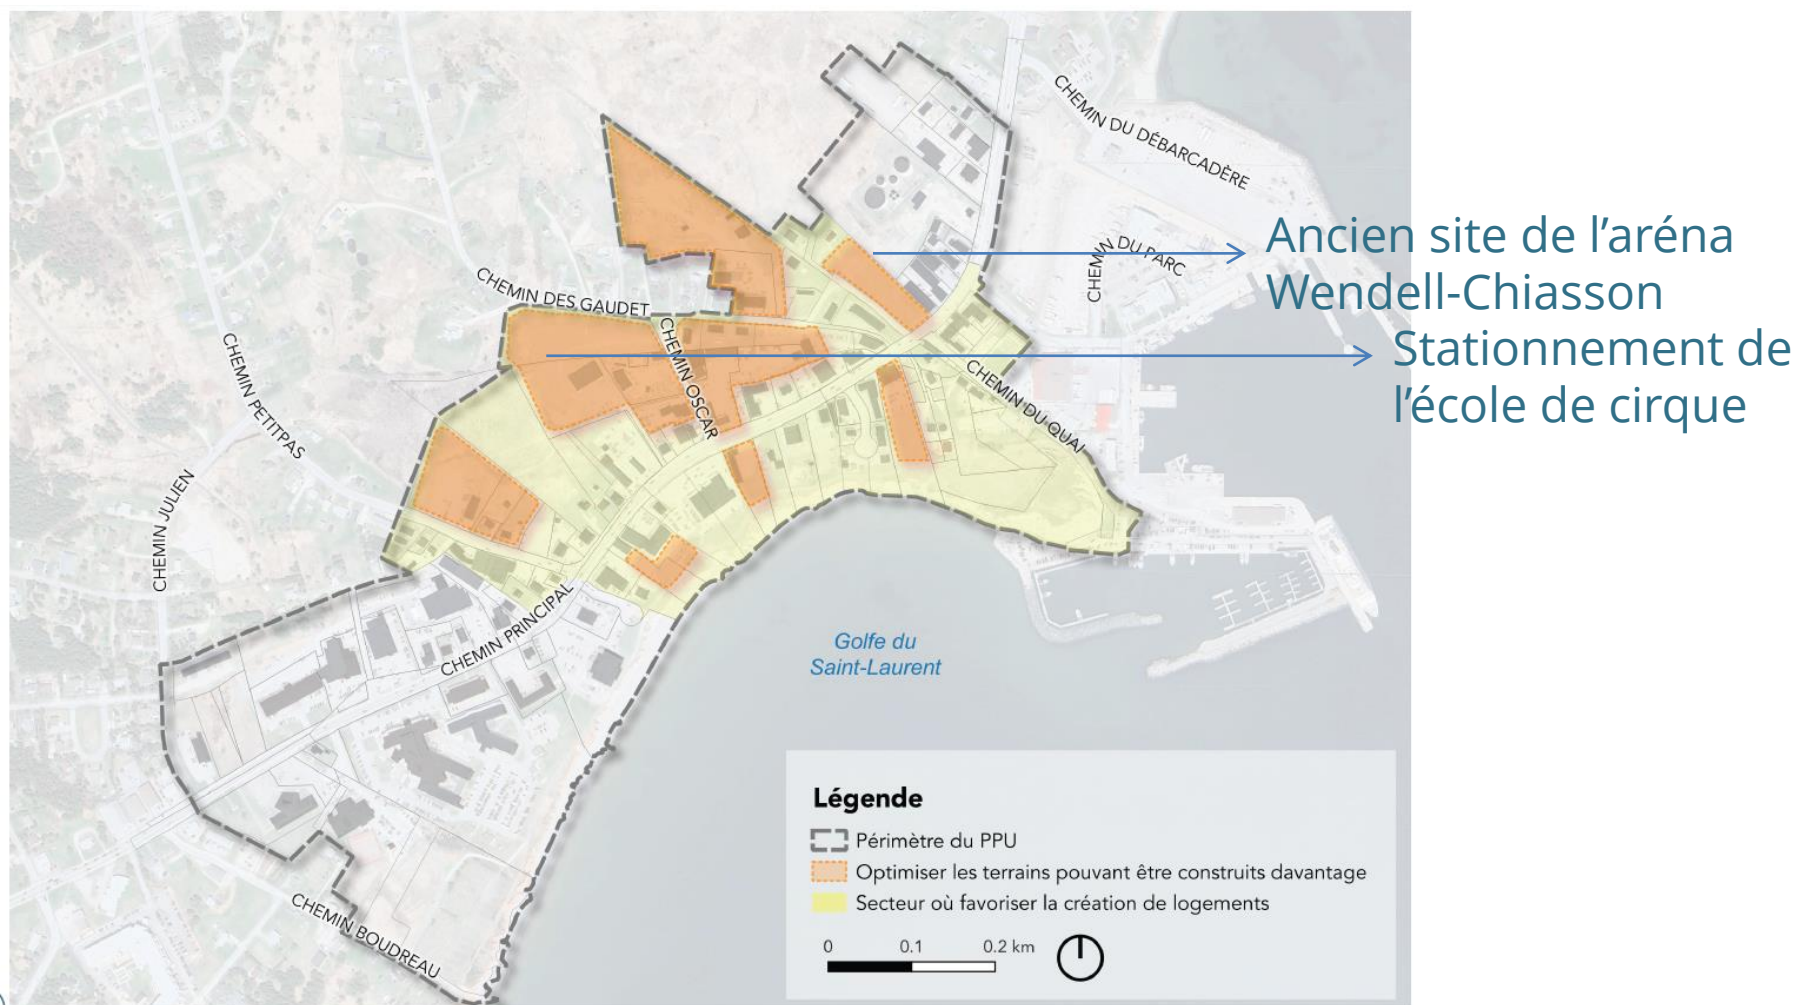 CHEMIN DU DÉBARCADÈRE
CHEMIN DU PARC
Ancien site de l’aréna
Wendell-Chiasson
Stationnement de
l’école de cirque
CHEMIN DES GAUDET
CHEMIN OSCAR
CHEMIN PETITPAS
CHEMIN DU QUAI
CHEMIN JULIEN
CHEMIN PRINCIPAL
Golfe du
Saint-Laurent
CHEMIN BOUDREAU
Légende
Périmètre du PPU
Optimiser les terrains pouvant être construits davantage
Secteur où favoriser la création de logements
0 0.1 0.2 km